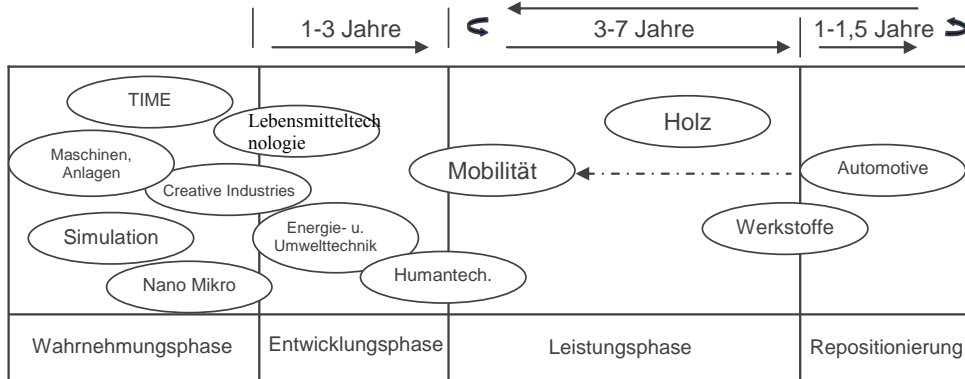 1-3 Jahre
3-7 Jahre
1-1,5 Jahre
TIME
Lebensmitteltech
nologie
Holz
Maschinen,
Anlagen
Mobilität
Automotive
Creative Industries
Simulation
Energie- u.
Umwelttechnik
Werkstoffe
Humantech.
Nano Mikro
Wahrnehmungsphase
Entwicklungsphase
Leistungsphase
Repositionierung